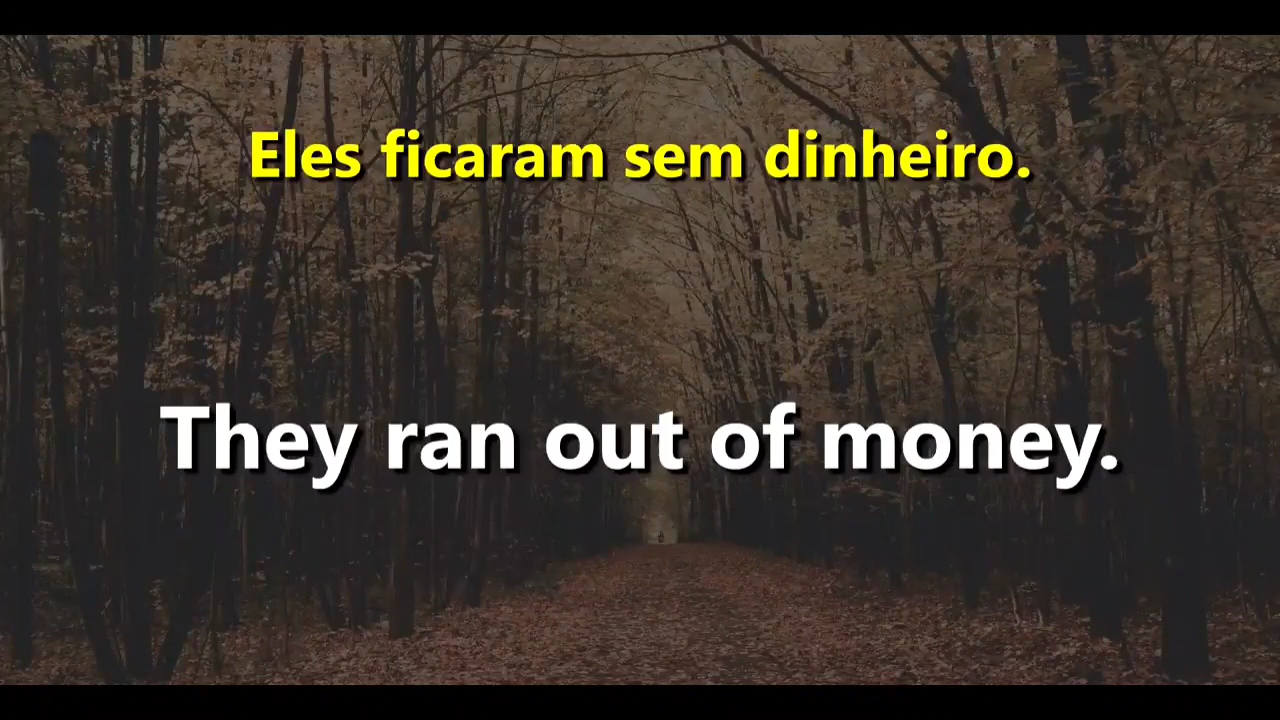 Eles ficaram sem dinheiro.
They ran out of money.